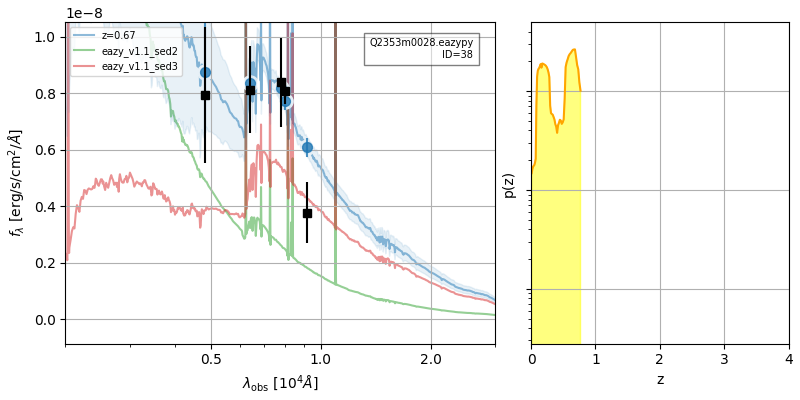 1e−8
z=0.67
eazy_v1.1_sed2
eazy_v1.1_sed3
Q2353m0028.eazypy
ID=38
1.0
0.8
0.6
0.4
0.2
0.0
fλ [erg/s/cm²/Å]
0.5
1.0
2.0
λobs [10⁴Å]
p(z)
0
1
2
3
4
z